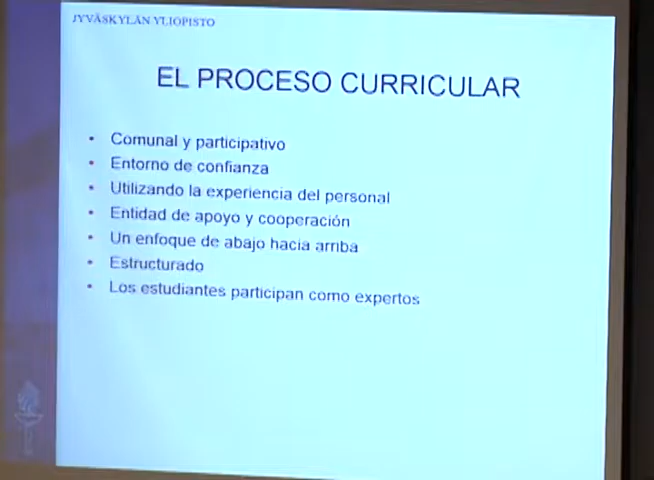 JYVÄSKYLÄN YLIOPISTO
EL PROCESO CURRICULAR
• Comunal y participativo
• Entorno de confianza
• Utilizando la experiencia del personal
• Entidad de apoyo y cooperación
• Un enfoque de abajo hacia arriba
• Estructurado
• Los estudiantes participan como expertos